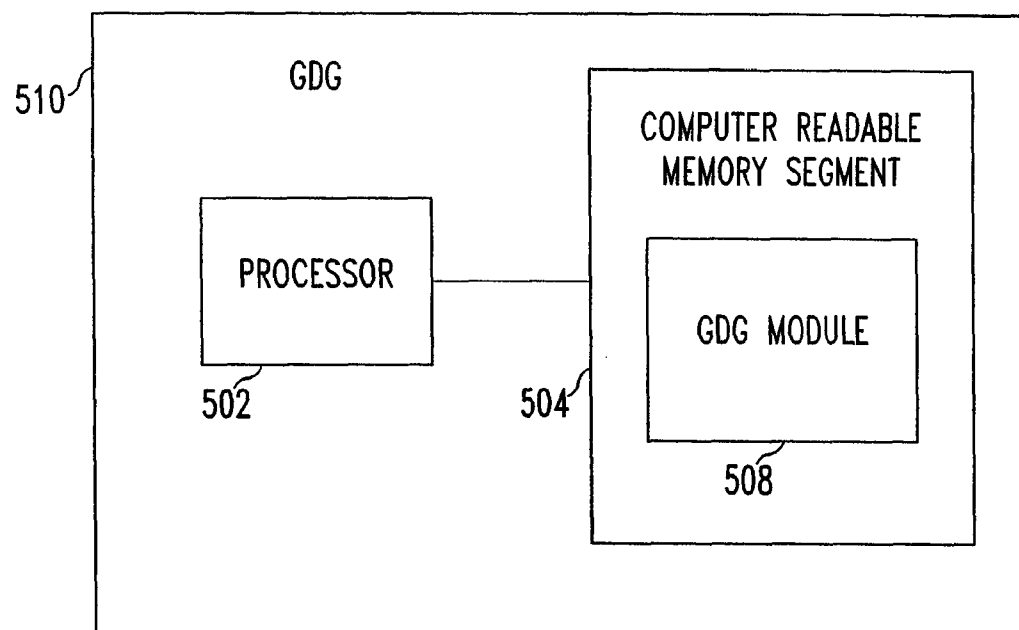 510
GDG
COMPUTER READABLE
MEMORY SEGMENT
PROCESSOR
GDG MODULE
502
504
508